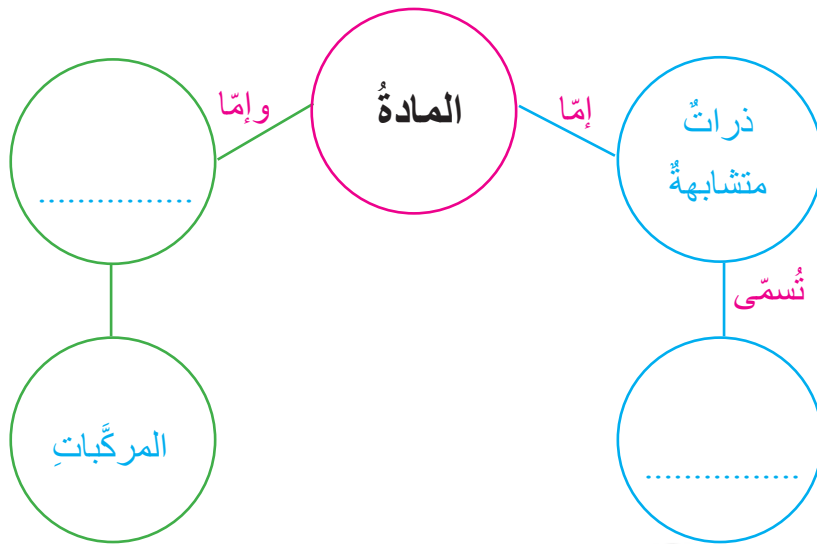 المادةُ
إمّا
وإمّا
ذراتٌ
متشابهةٌ
................
تُسمّى
المركَّباتِ
................